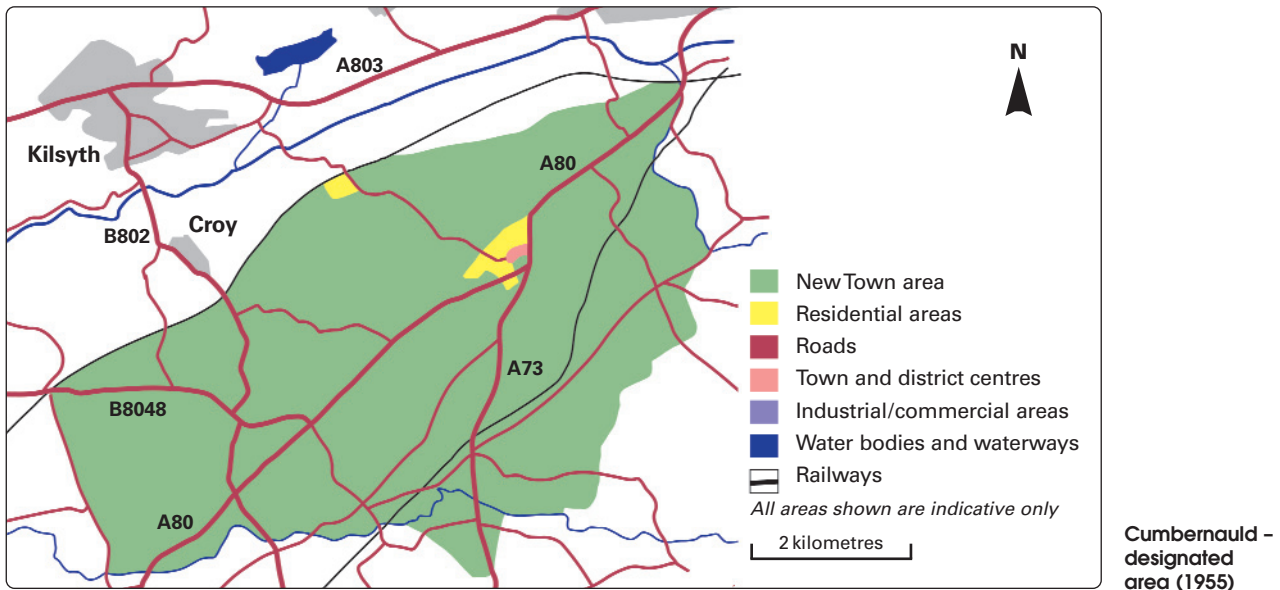 A803
N
Kilsyth
A80
Croy
B802
A73
B8048
A80
New Town area
Residential areas
Roads
Town and district centres
Industrial/commercial areas
Water bodies and waterways
Railways
All areas shown are indicative only
2 kilometres
Cumbernauld –
designated
area (1955)